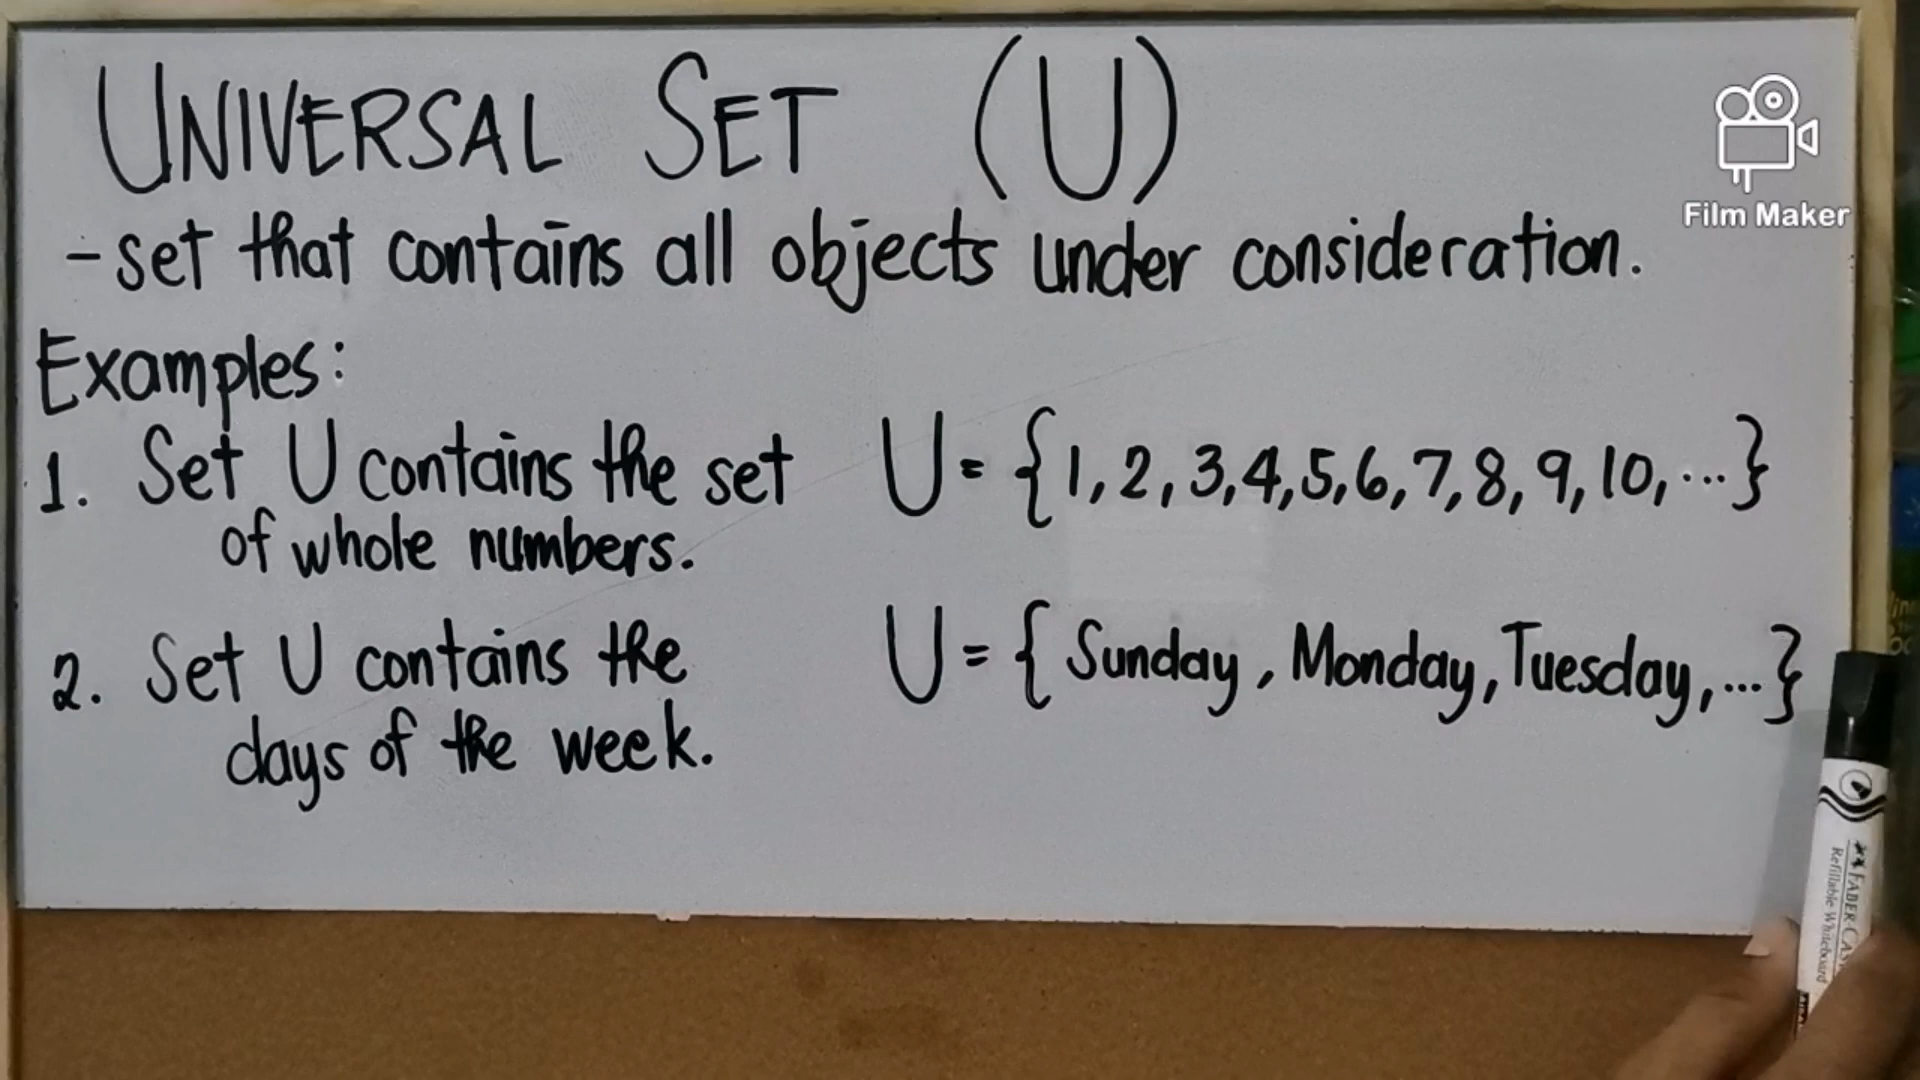 UNIVERSAL SET (U)
- set that contains all objects under consideration.
Examples:
1. Set U contains the set U = {1, 2, 3, 4, 5, 6, 7, 8, 9, 10, ...}
of whole numbers.
2. Set U contains the U = { Sunday, Monday, Tuesday, ...}
days of the week.
Film Maker
FABER-CAS
Refillable Whiteboard